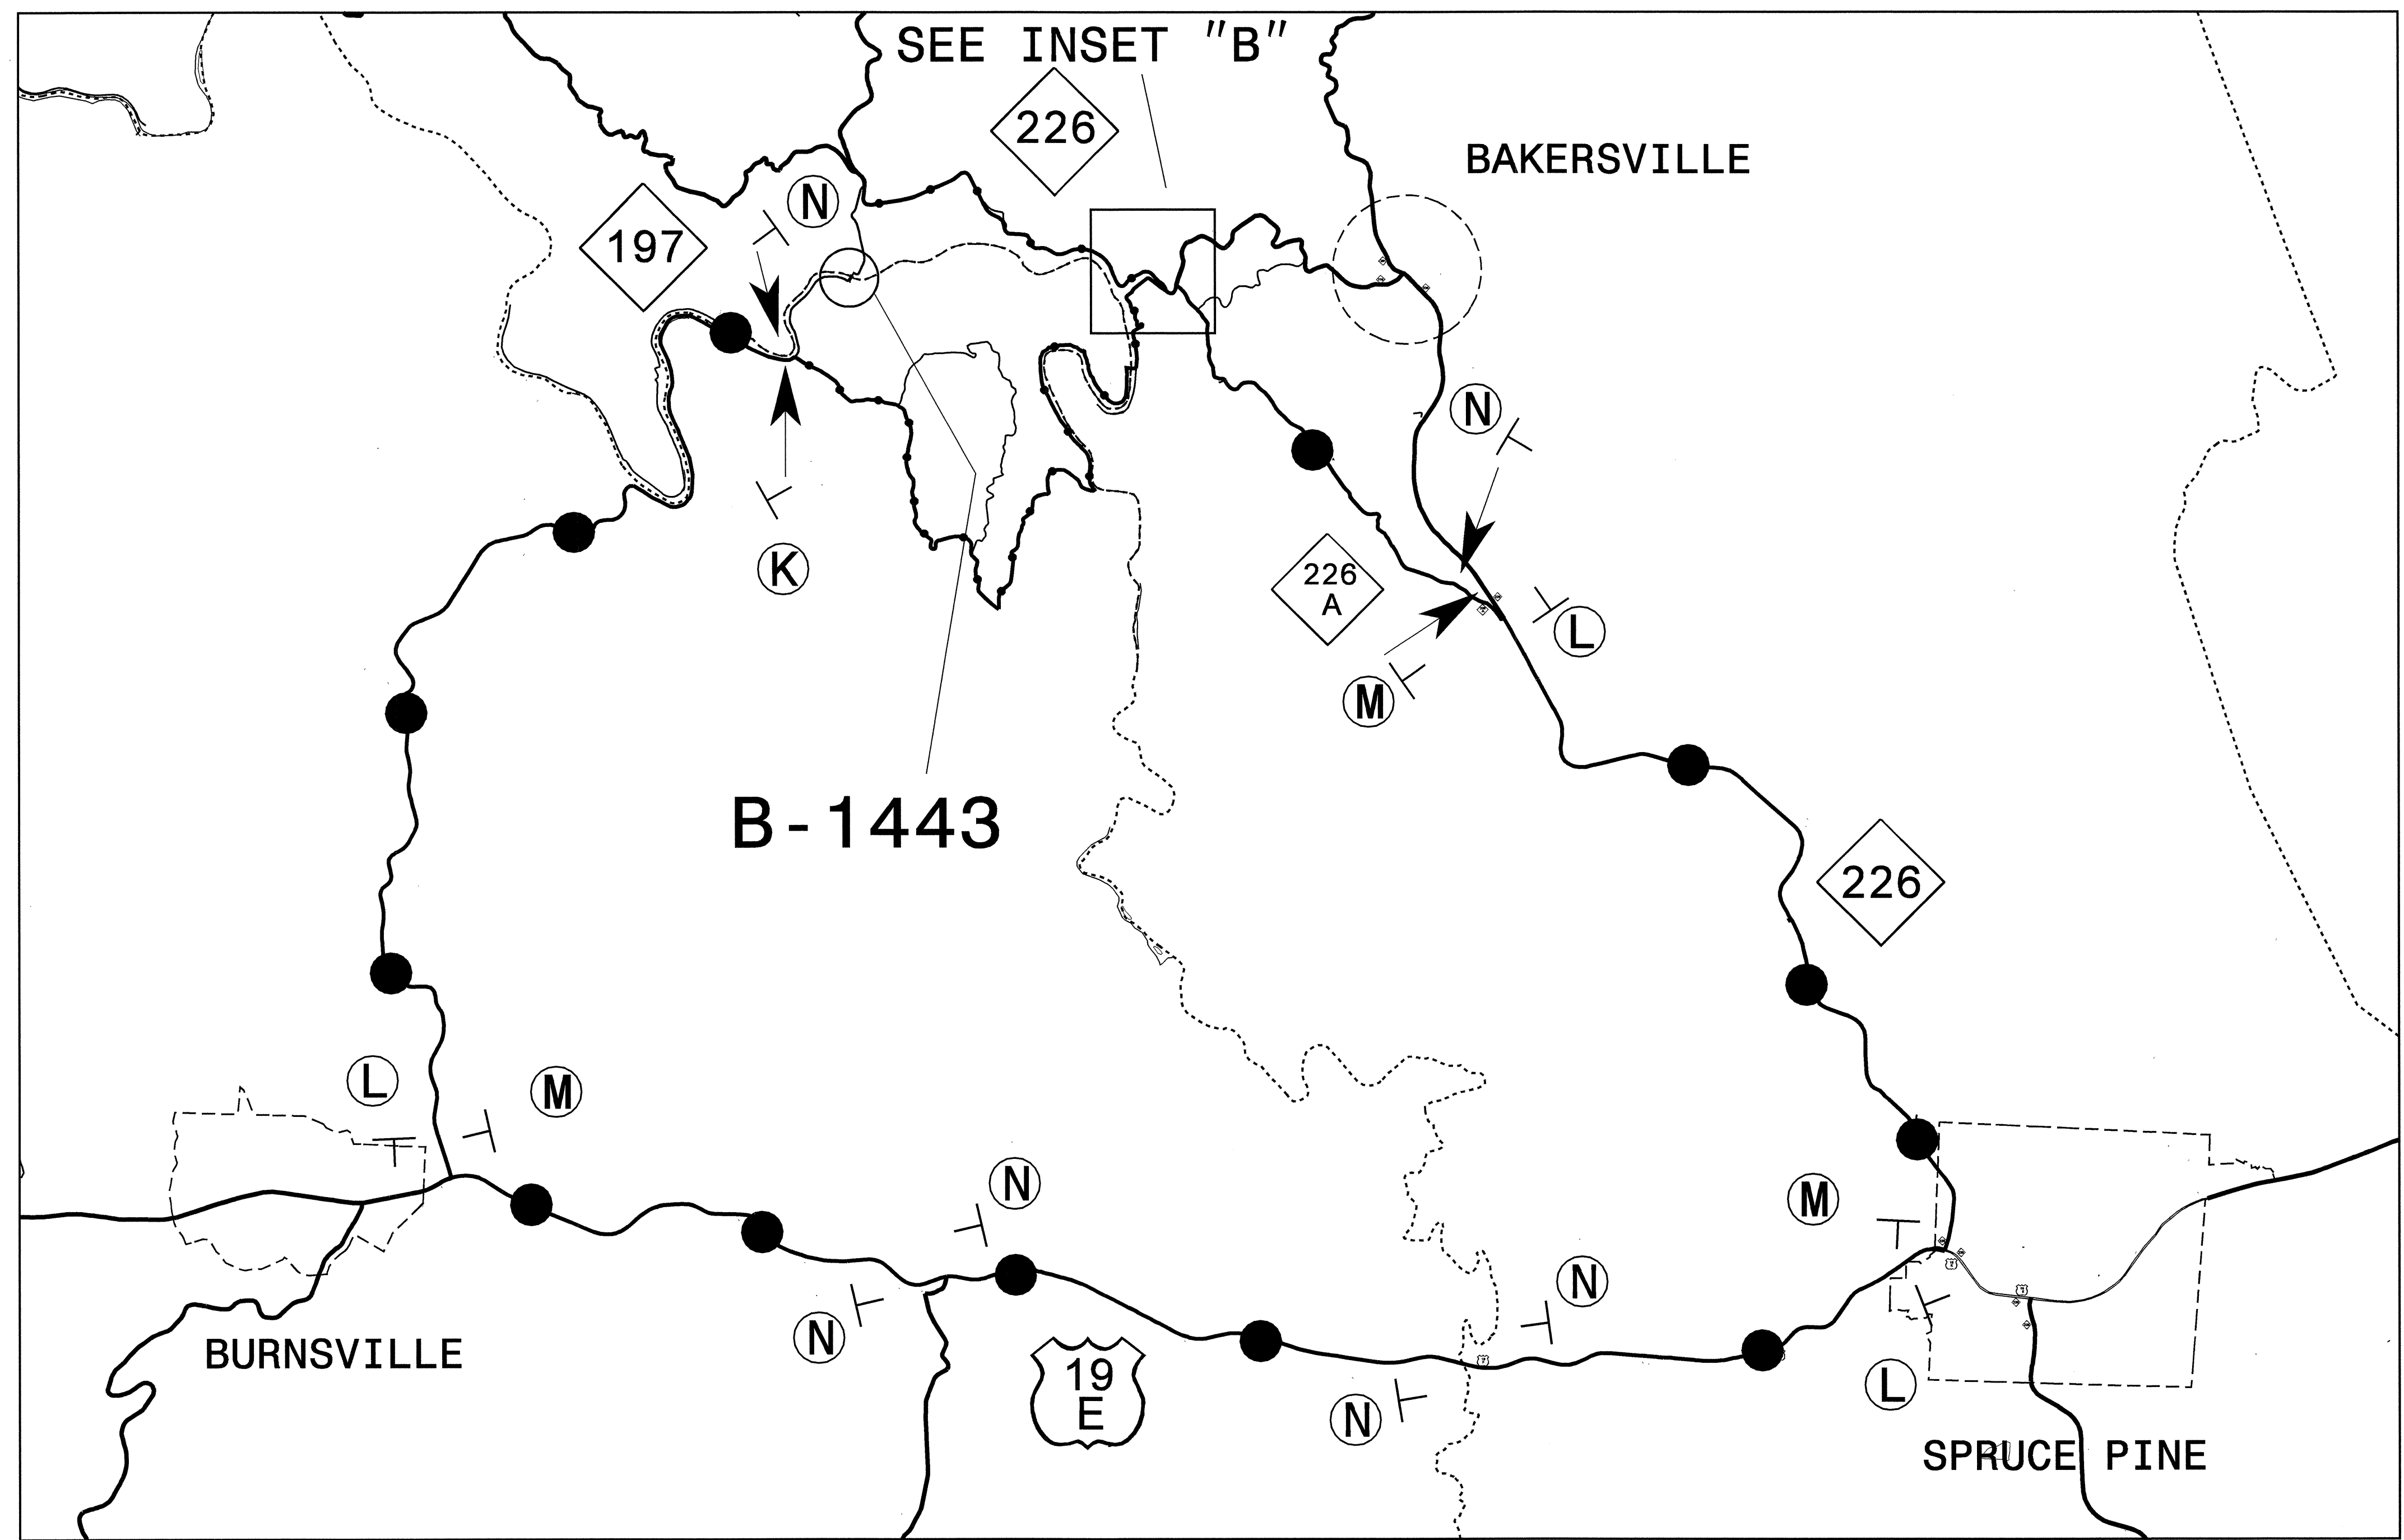 SEE INSET "B"
226
BAKERSVILLE
N
197
N
K
226
A
L
M
B-1443
226
L
M
N
M
N
N
BURNSVILLE
19
E
N
L
SPRUCE PINE